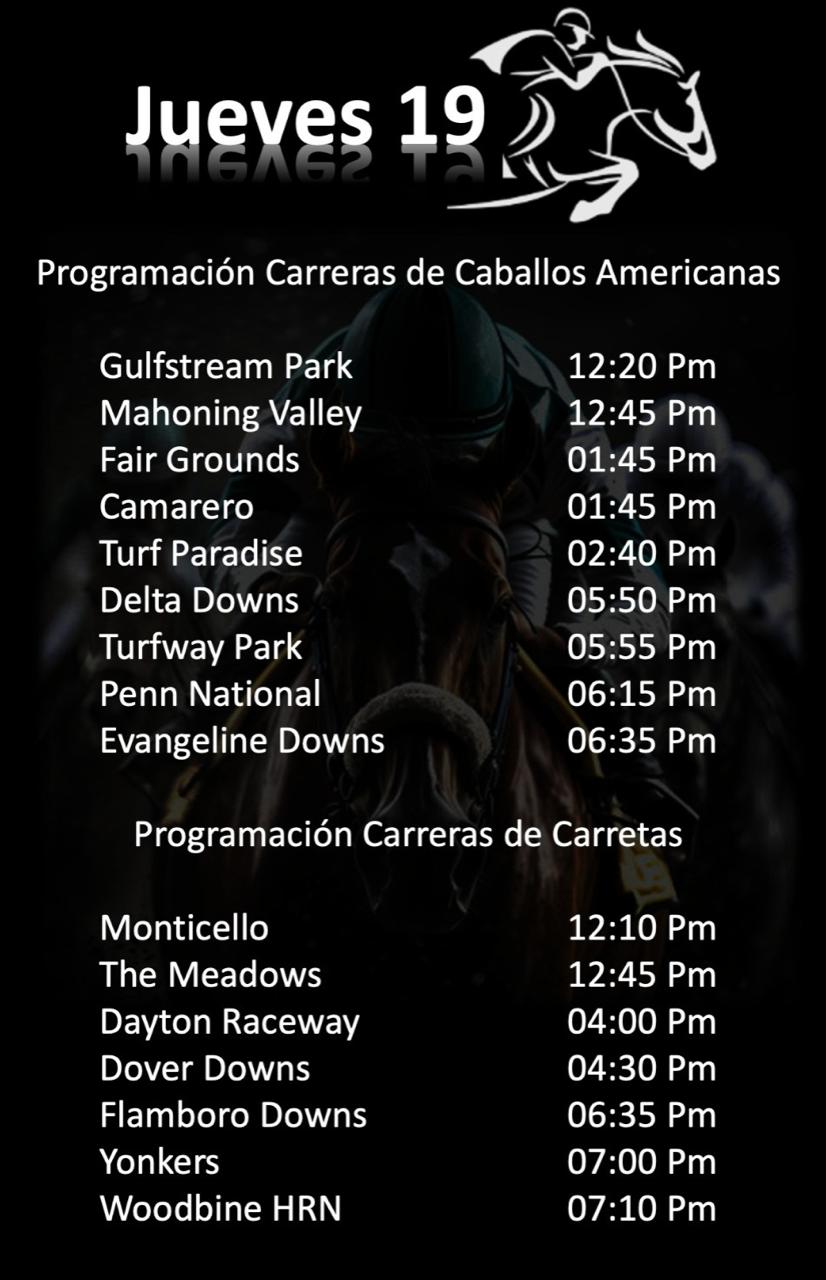 Jueves 19
Programación Carreras de Caballos Americanas
Gulfstream Park 12:20 Pm
Mahoning Valley 12:45 Pm
Fair Grounds 01:45 Pm
Camarero 01:45 Pm
Turf Paradise 02:40 Pm
Delta Downs 05:50 Pm
Turfway Park 05:55 Pm
Penn National 06:15 Pm
Evangeline Downs 06:35 Pm
Programación Carreras de Carretas
Monticello 12:10 Pm
The Meadows 12:45 Pm
Dayton Raceway 04:00 Pm
Dover Downs 04:30 Pm
Flamboro Downs 06:35 Pm
Yonkers 07:00 Pm
Woodbine HRN 07:10 Pm